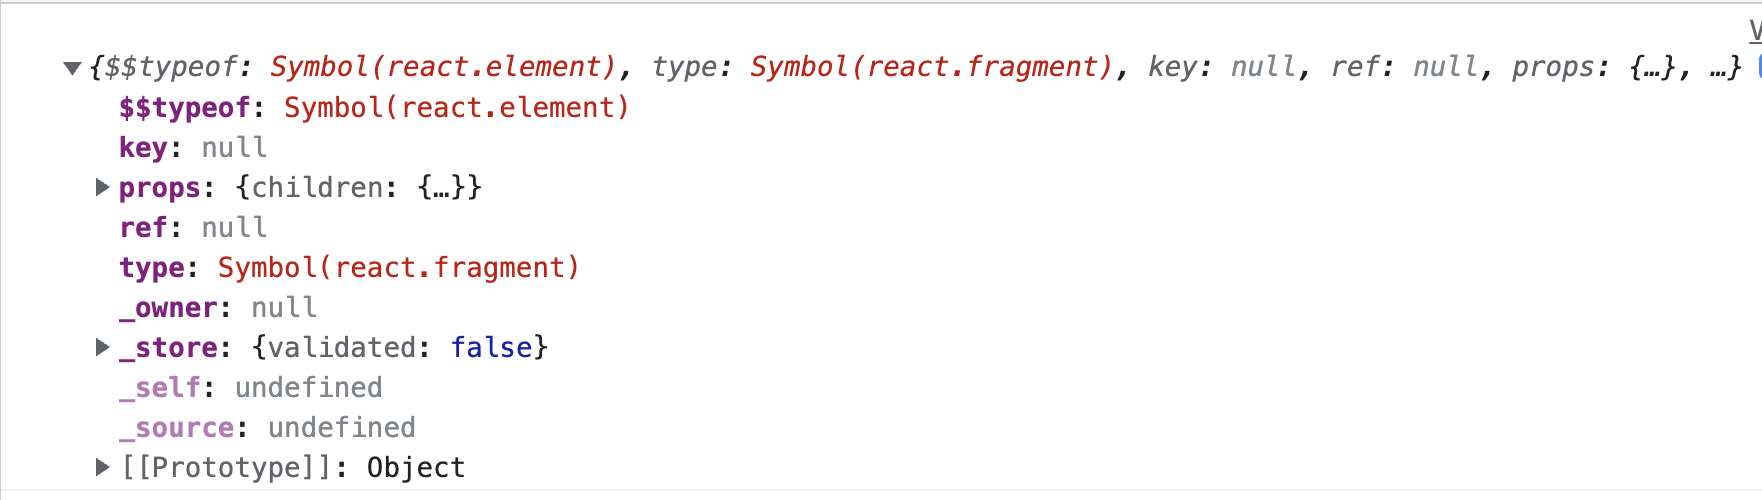 {$$typeof: Symbol(react.element), type: Symbol(react.fragment), key: null, ref: null, props: {…}, …}
$$typeof: Symbol(react.element)
key: null
props: {children: {…}}
ref: null
type: Symbol(react.fragment)
_owner: null
_store: {validated: false}
_self: undefined
_source: undefined
[[Prototype]]: Object